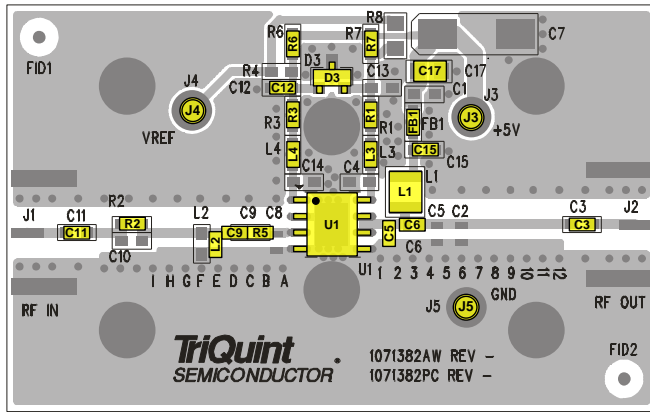 R6 R7 R8
R6 R7 C7
FID1 D3
R4 C13 C17 C17
J4 C12 C12 D3 C1 J3
J4 R3 R3 R1 R1 FB1 FB1 J3
VREF +5V
L4 L4 L3 L3 C15 C15
C14 C4 L1
L1
R2
J1 C11 R2 L2 C9 C8 U1 C5 C2 C3 J2
C11 L2 C9 R5 C5 C6 C3
C10 U1 C6
I H G F E D C B A 1 2 3 4 5 6 7 8 9 10 11 12
RF IN J5 J5 GND RF OUT
TriQuint
SEMICONDUCTOR
1071382AW REV -
1071382PC REV -
FID2